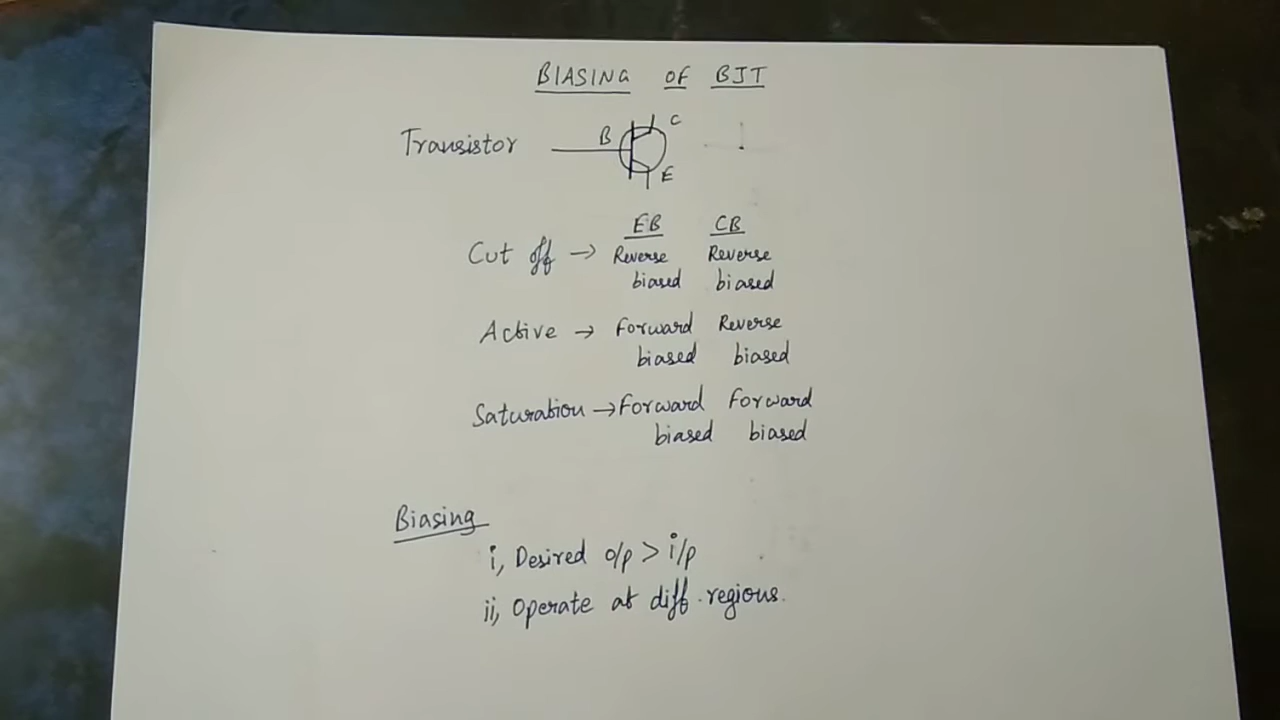 BIASING OF BJT
Transistor B C
E
EB CB
Cut off → Reverse Reverse
biased biased
Active → Forward Reverse
biased biased
Saturation → Forward Forward
biased biased
Biasing
i, Desired o/p > i/p
ii, Operate at diff. regions.